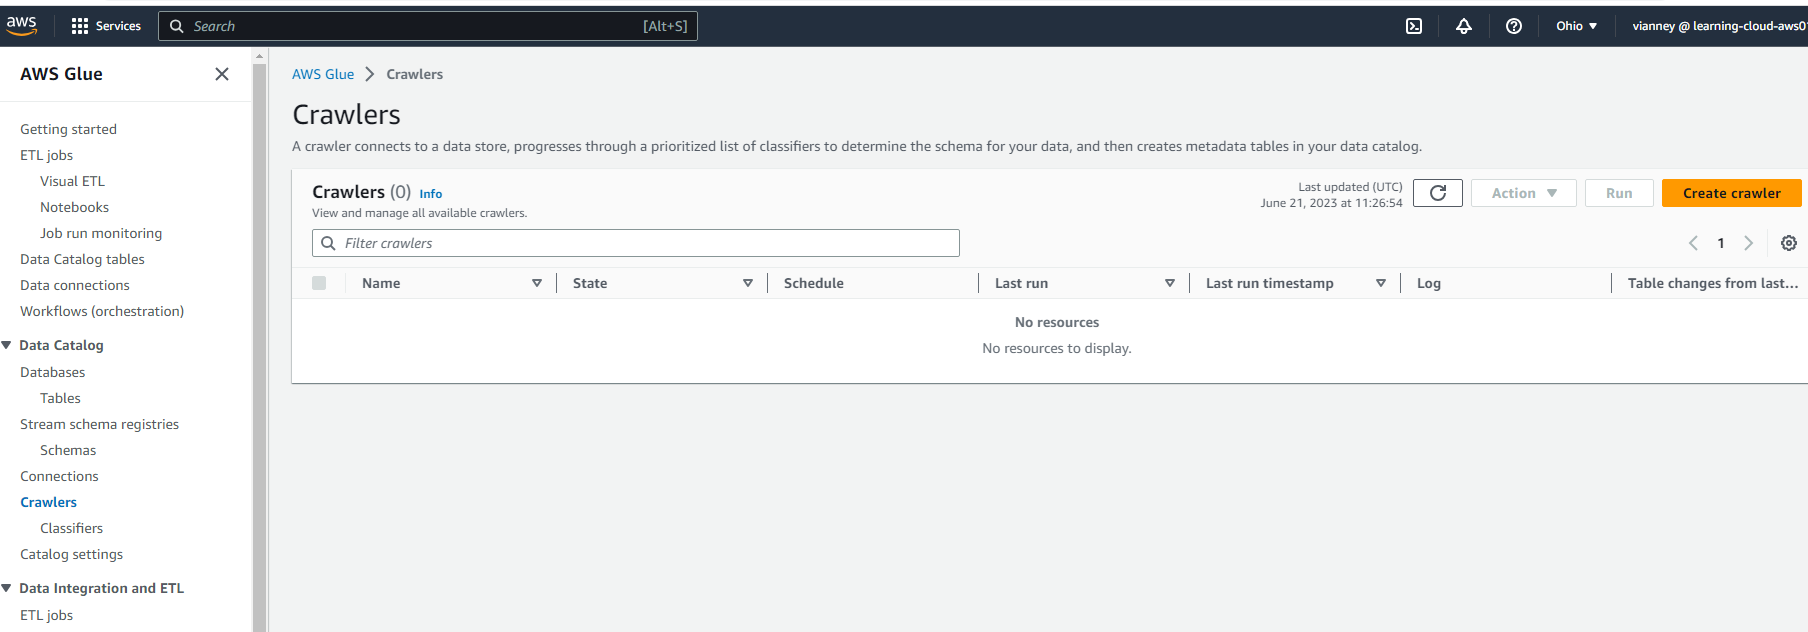 aws
Services
Search [Alt+S]
Ohio
vianney @ learning-cloud-aws01
AWS Glue
Getting started
ETL jobs
Visual ETL
Notebooks
Job run monitoring
Data Catalog tables
Data connections
Workflows (orchestration)
Data Catalog
Databases
Tables
Stream schema registries
Schemas
Connections
Crawlers
Classifiers
Catalog settings
Data Integration and ETL
ETL jobs
AWS Glue > Crawlers
Crawlers
A crawler connects to a data store, progresses through a prioritized list of classifiers to determine the schema for your data, and then creates metadata tables in your data catalog.
Crawlers (0) Info
View and manage all available crawlers.
Last updated (UTC)
June 21, 2023 at 11:26:54
Action
Run
Create crawler
Filter crawlers
1
Name State Schedule Last run Last run timestamp Log Table changes from last...
No resources
No resources to display.